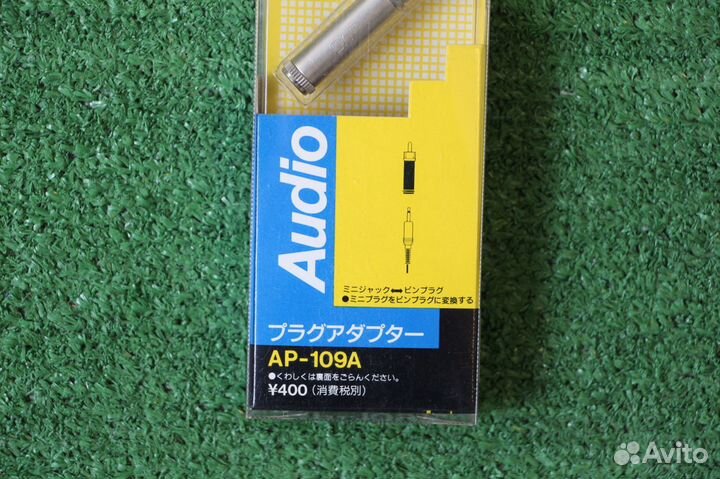 Audio
ミニジャック⟷ピンプラグ
●ミニプラグをピンプラグに変換する
プラグアダプター
AP-109A
●くわしくは裏面をごらんください。
¥400(消費税別)
Avito